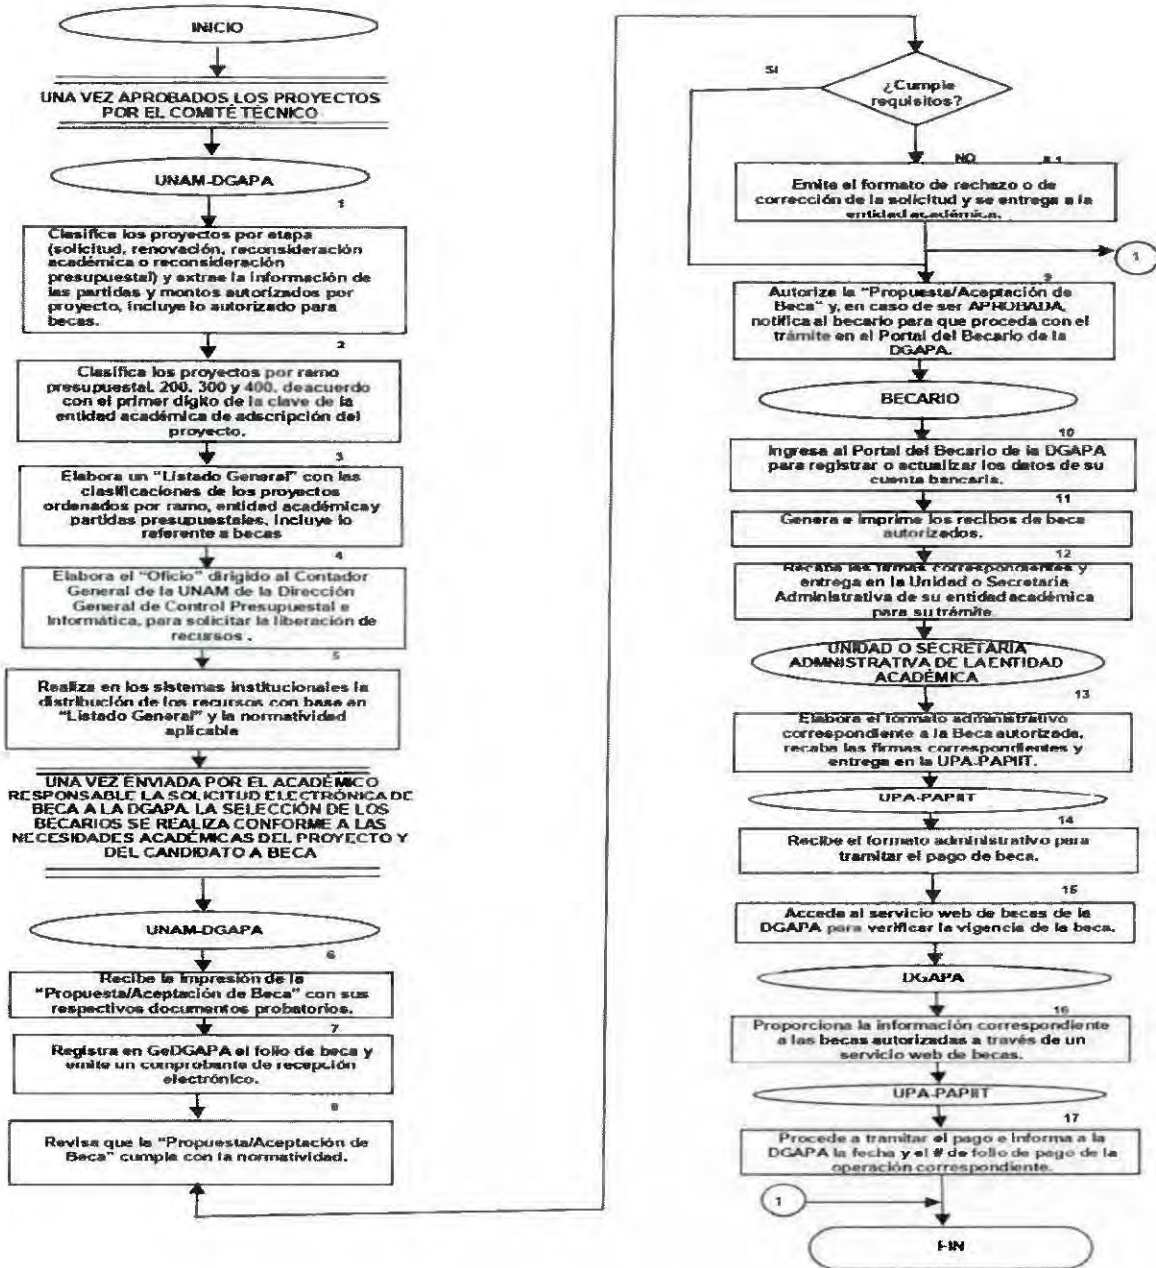 INICIO
UNA VEZ APROBADOS LOS PROYECTOS
POR EL COMITÉ TÉCNICO
UNAM-DGAPA
1
Clasifica los proyectos por etapa
(solicitud, renovación, reconsideración
académica o reconsideración
presupuestal) y extrae la información de
las partidas y montos autorizados por
proyecto, incluye lo autorizado para
becas.
2
Clasifica los proyectos por ramo
presupuestal, 200, 300 y 400, deacuerdo
con el primer dígito de la clave de la
entidad académica de adscripción del
proyecto.
3
Elabora un "Listado General" con las
clasificaciones de los proyectos
ordenados por ramo, entidad académica y
partidas presupuestales, incluye lo
referente a becas
4
Elabora el "Oficio" dirigido al Contador
General de la UNAM de la Dirección
General de Control Presupuestal e
Informática, para solicitar la liberación de
recursos .
5
Realiza en los sistemas institucionales la
distribución de los recursos con base en
"Listado General" y la normatividad
aplicable
UNA VEZ ENVIADA POR EL ACADÉMICO
RESPONSABLE LA SOLICITUD ELECTRÓNICA DE
BECA A LA DGAPA. LA SELECCIÓN DE LOS
BECARIOS SE REALIZA CONFORME A LAS
NECESIDADES ACADÉMICAS DEL PROYECTO Y
DEL CANDIDATO A BECA
UNAM-DGAPA
6
Recibe la impresión de la
"Propuesta/Aceptación de Beca" con sus
respectivos documentos probatorios.
7
Registra en GeDGAPA el folio de beca y
emite un comprobante de recepción
electrónico.
8
Revisa que la "Propuesta/Aceptación de
Beca" cumpla con la normatividad.
SI
¿Cumple
requisitos?
NO
8.1
Emite el formato de rechazo o de
corrección de la solicitud y se entrega a la
entidad académica.
1
9
Autoriza la "Propuesta/Aceptación de
Beca" y, en caso de ser APROBADA,
notifica al becario para que proceda con el
trámite en el Portal del Becario de la
DGAPA.
BECARIO
10
Ingresa al Portal del Becario de la DGAPA
para registrar o actualizar los datos de su
cuenta bancaria.
11
Genera e imprime los recibos de beca
autorizados.
12
Recaba las firmas correspondientes y
entrega en la Unidad o Secretaria
Administrativa de su entidad académica
para su trámite.
UNIDAD O SECRETARÍA
ADMNISTRATIVA DE LA ENTIDAD
ACADÉMICA
13
Elabora el formato administrativo
correspondiente a la Beca autorizada,
recaba las firmas correspondientes y
entrega en la UPA-PAPIIT.
UPA-PAPIIT
14
Recibe el formato administrativo para
tramitar el pago de beca.
15
Accede al servicio web de becas de la
DGAPA para verificar la vigencia de la beca.
DGAPA
16
Proporciona la información correspondiente
a las becas autorizadas a través de un
servicio web de becas.
UPA-PAPIIT
17
Procede a tramitar el pago e informa a la
DGAPA la fecha y el # de folio de pago de la
operación correspondiente.
1
FIN